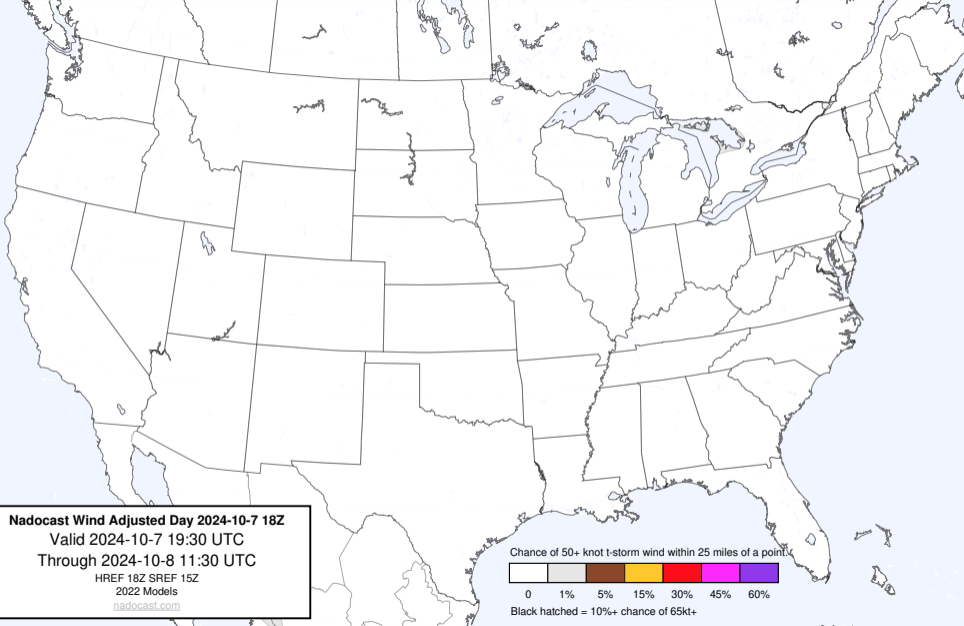 Nadocast Wind Adjusted Day 2024-10-7 18Z
Valid 2024-10-7 19:30 UTC
Through 2024-10-8 11:30 UTC
HREF 18Z SREF 15Z
2022 Models
nadocast.com
Chance of 50+ knot t-storm wind within 25 miles of a point.
0 1% 5% 15% 30% 45% 60%
Black hatched = 10%+ chance of 65kt+